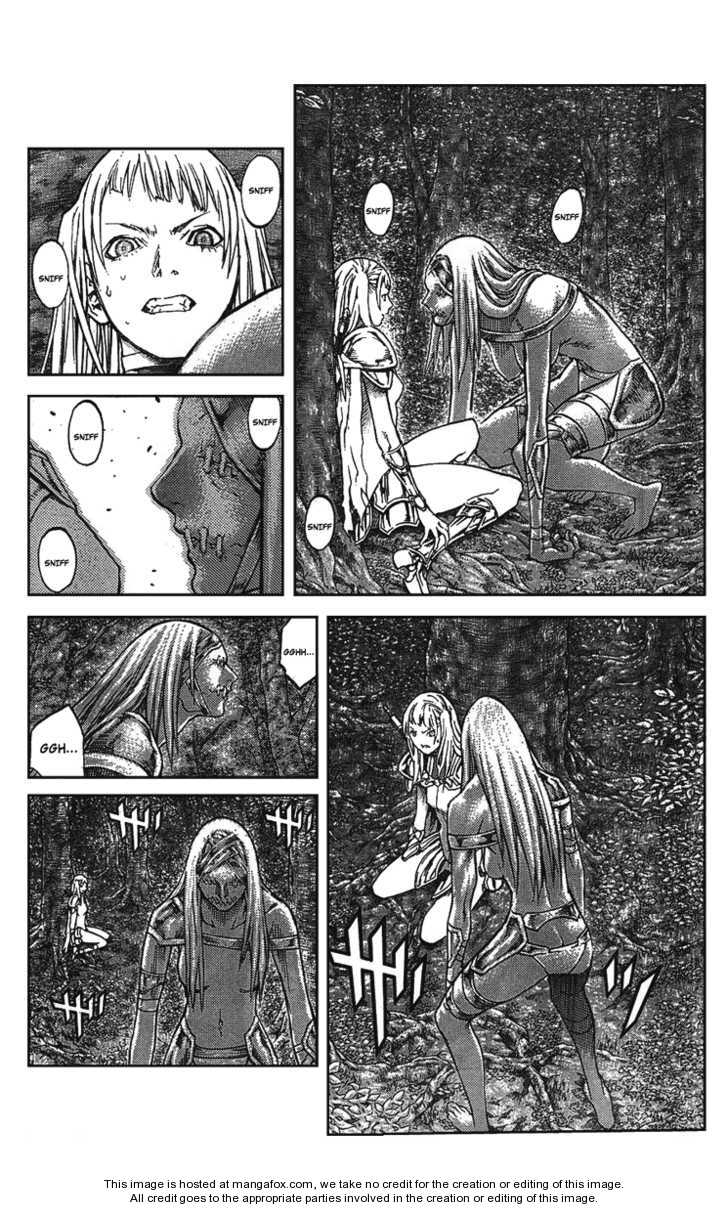 SNIFF
SNIFF
SNIFF
SNIFF
SNIFF
SNIFF
SNIFF
SNIFF
GGHH...
GGH...
This image is hosted at mangafox.com, we take no credit for the creation or editing of this image.
All credit goes to the appropriate parties involved in the creation or editing of this image.